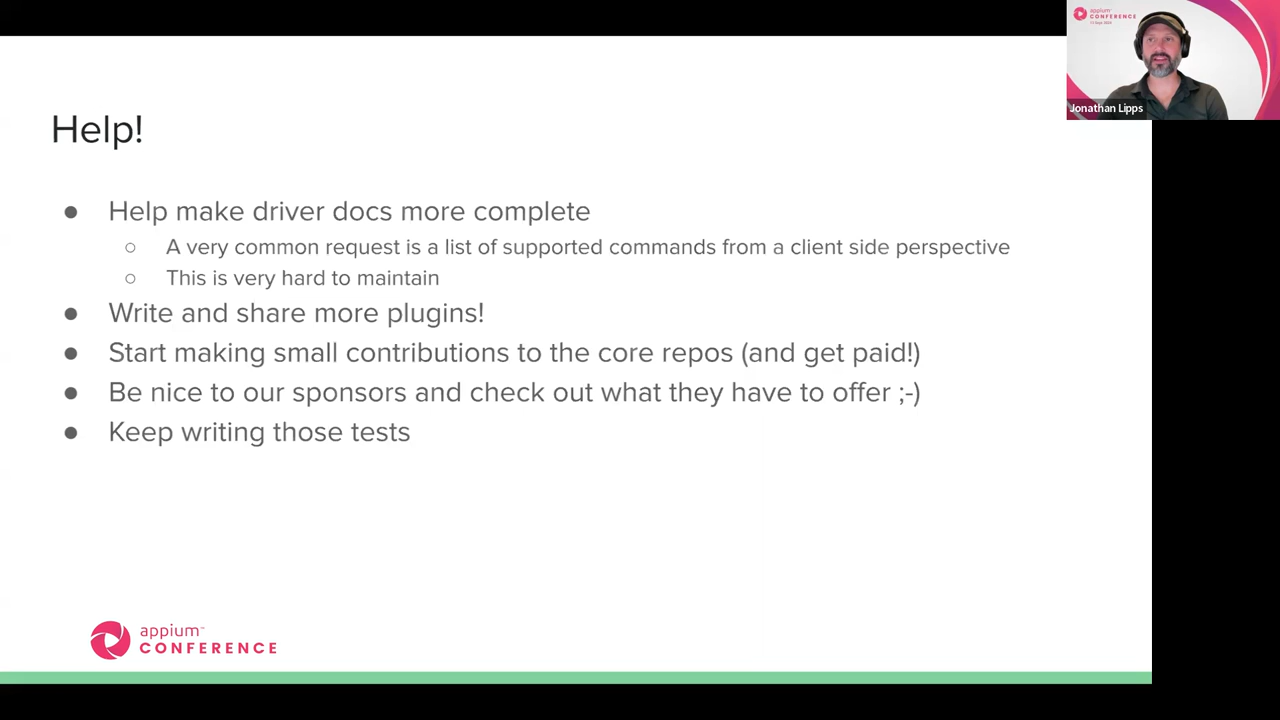 appium™
CONFERENCE
Jonathan Lipps
Help!
● Help make driver docs more complete
○ A very common request is a list of supported commands from a client side perspective
○ This is very hard to maintain
● Write and share more plugins!
● Start making small contributions to the core repos (and get paid!)
● Be nice to our sponsors and check out what they have to offer ;-)
● Keep writing those tests
appium™
CONFERENCE